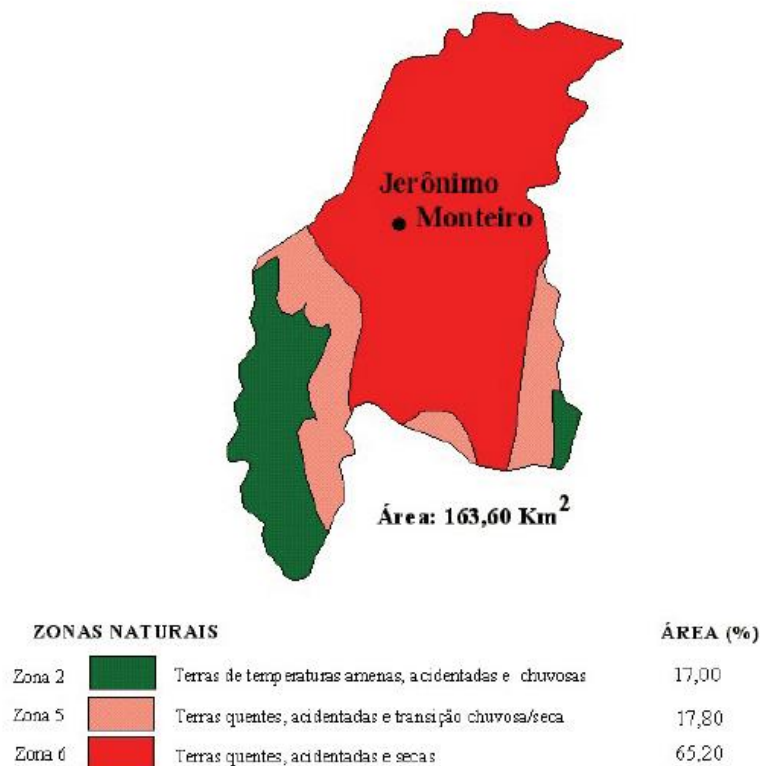 Jerônimo
Monteiro
Área: 163,60 Km2
ZONAS NATURAIS ÁREA (%)
Zona 2 Terras de temperaturas amenas, acidentadas e chuvosas 17,00
Zona 5 Terras quentes, acidentadas e transição chuvosa/seca 17,80
Zona 6 Terras quentes, acidentadas e secas 65,20